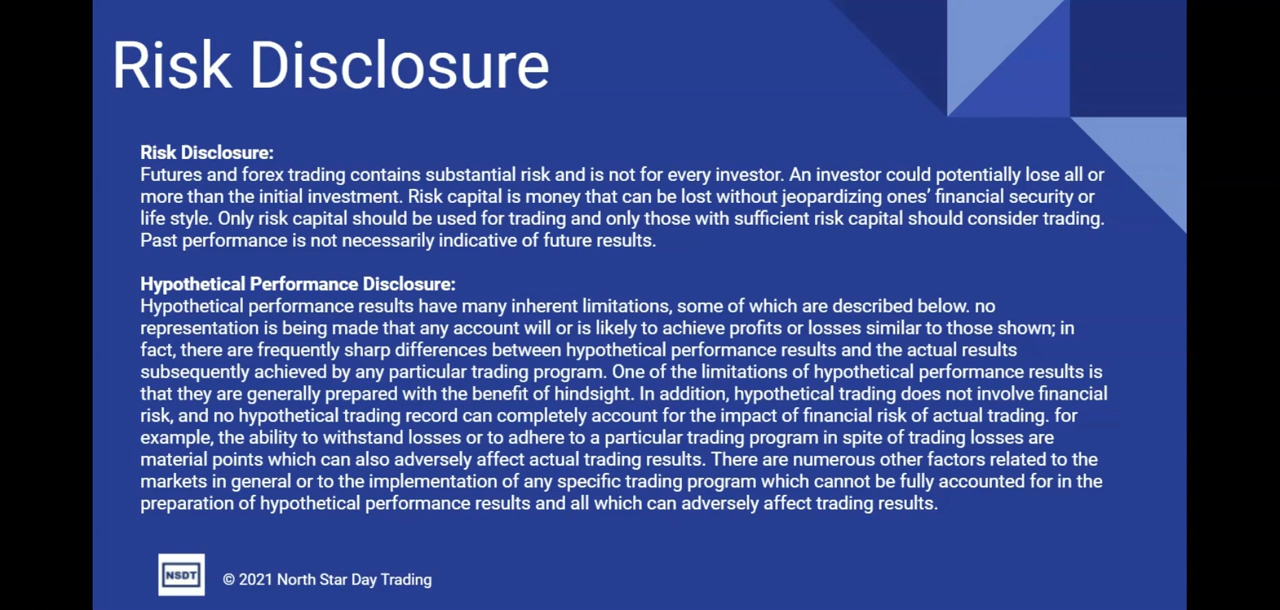 Risk Disclosure
Risk Disclosure:
Futures and forex trading contains substantial risk and is not for every investor. An investor could potentially lose all or
more than the initial investment. Risk capital is money that can be lost without jeopardizing ones’ financial security or
life style. Only risk capital should be used for trading and only those with sufficient risk capital should consider trading.
Past performance is not necessarily indicative of future results.
Hypothetical Performance Disclosure:
Hypothetical performance results have many inherent limitations, some of which are described below. no
representation is being made that any account will or is likely to achieve profits or losses similar to those shown; in
fact, there are frequently sharp differences between hypothetical performance results and the actual results
subsequently achieved by any particular trading program. One of the limitations of hypothetical performance results is
that they are generally prepared with the benefit of hindsight. In addition, hypothetical trading does not involve financial
risk, and no hypothetical trading record can completely account for the impact of financial risk of actual trading. for
example, the ability to withstand losses or to adhere to a particular trading program in spite of trading losses are
material points which can also adversely affect actual trading results. There are numerous other factors related to the
markets in general or to the implementation of any specific trading program which cannot be fully accounted for in the
preparation of hypothetical performance results and all which can adversely affect trading results.
NSDT
© 2021 North Star Day Trading